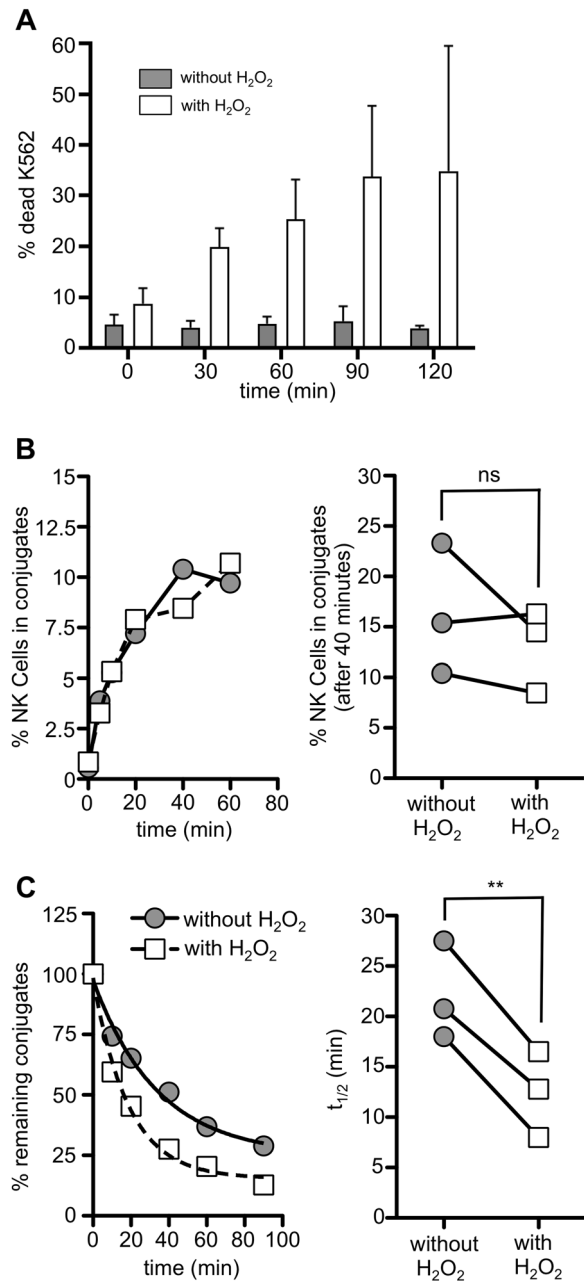 A
60
50
40
30
20
10
0
% dead K562
without H₂O₂
with H₂O₂
0 30 60 90 120
time (min)
B
15
12.5
10
7.5
5
2.5
0
% NK Cells in conjugates
0 20 40 60 80
time (min)
30
25
20
15
10
5
0
% NK Cells in conjugates
(after 40 minutes)
ns
without
H₂O₂
with
H₂O₂
C
125
100
75
50
25
0
% remaining conjugates
without H₂O₂
with H₂O₂
0 20 40 60 80 100
time (min)
30
25
20
15
10
5
0
t₁/₂ (min)
**
without
H₂O₂
with
H₂O₂